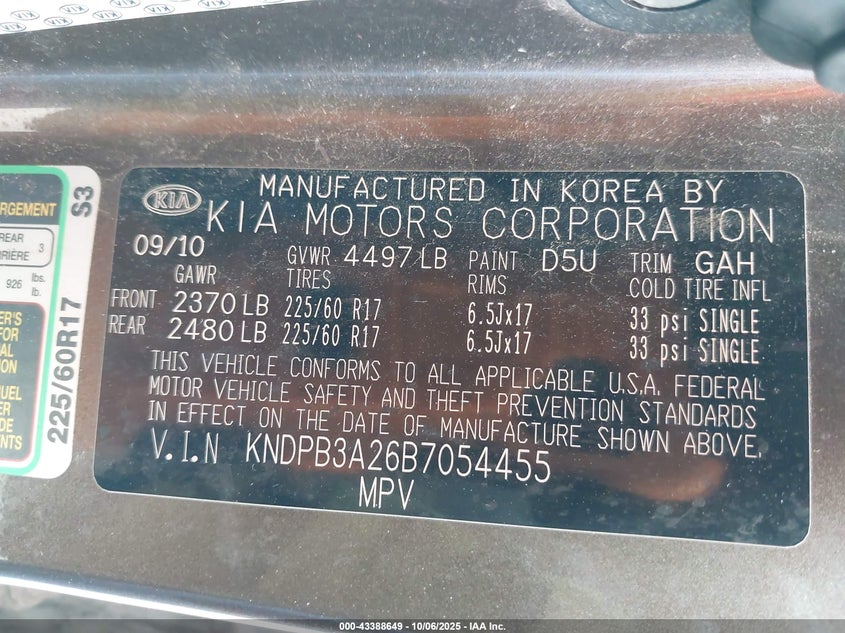 KIA
MANUFACTURED IN KOREA BY
KIA MOTORS CORPORATION
09/10 GVWR 4497 LB PAINT D5U TRIM GAH
GAWR TIRES RIMS COLD TIRE INFL
FRONT 2370 LB 225/60 R17 6.5Jx17 33 psi SINGLE
REAR 2480 LB 225/60 R17 6.5Jx17 33 psi SINGLE
THIS VEHICLE CONFORMS TO ALL APPLICABLE U.S.A. FEDERAL
MOTOR VEHICLE SAFETY AND THEFT PREVENTION STANDARDS
IN EFFECT ON THE DATE OF MANUFACTURE SHOWN ABOVE.
V.I.N KNDPB3A26B7054455
MPV
S3
225/60R17
REAR 3
926 lbs.
lb.
000-43388649 - 10/06/2025 - IAA Inc.